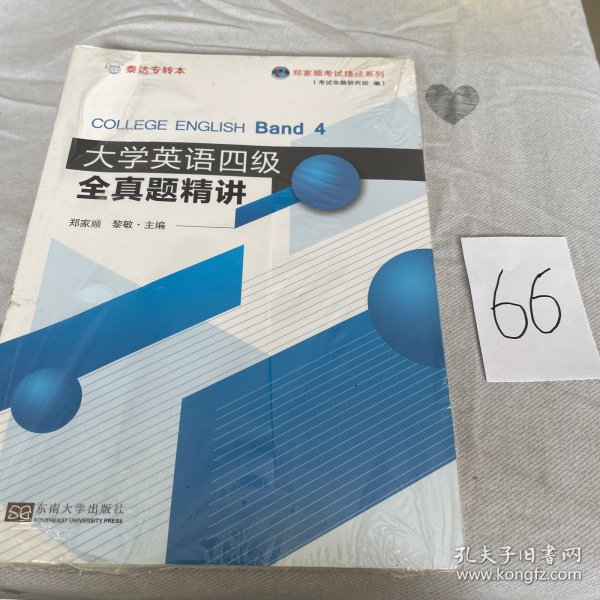 泰达专转本
郑家顺考试捷径系列
(考试命题研究组 编)
COLLEGE ENGLISH Band 4
大学英语四级
全真题精讲
郑家顺 黎敏·主编
66
东南大学出版社
SOUTHEAST UNIVERSITY PRESS
孔夫子旧书网
www.kongfz.com